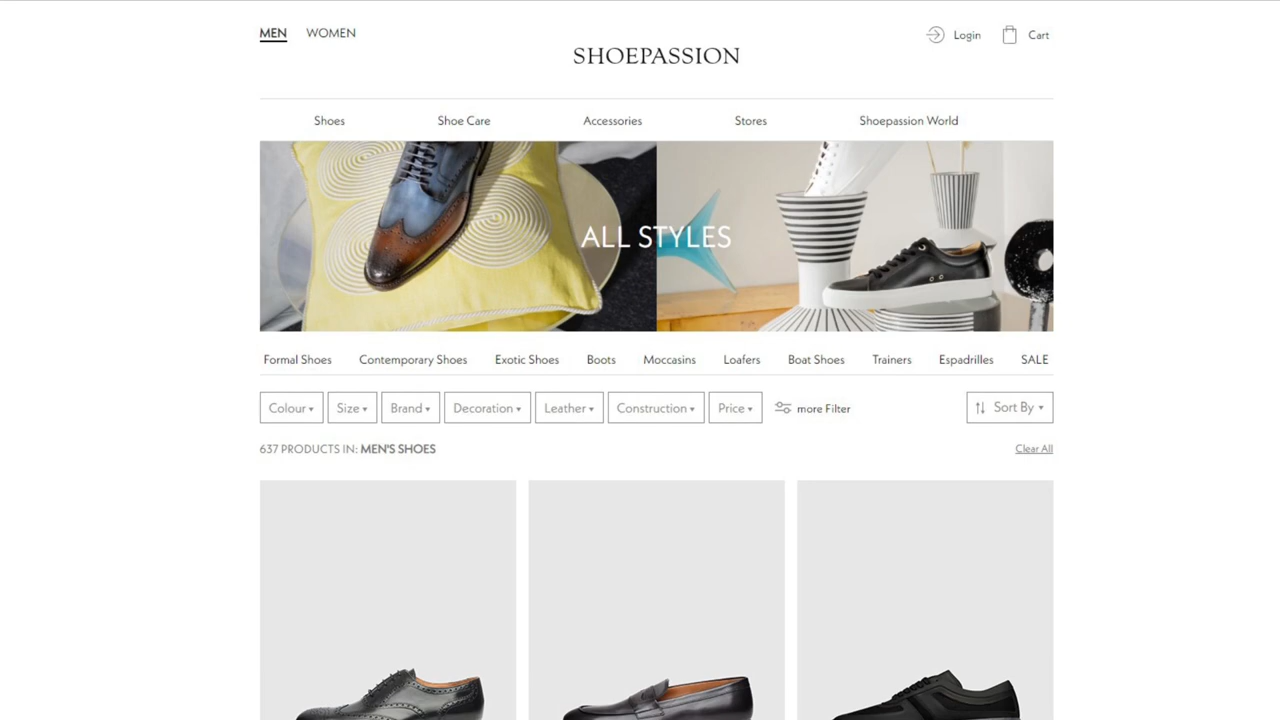 MEN WOMEN
Login Cart
SHOEPASSION
Shoes Shoe Care Accessories Stores Shoepassion World
ALL STYLES
Formal Shoes Contemporary Shoes Exotic Shoes Boots Moccasins Loafers Boat Shoes Trainers Espadrilles SALE
Colour Size Brand Decoration Leather Construction Price more Filter Sort By
637 PRODUCTS IN: MEN'S SHOES Clear All